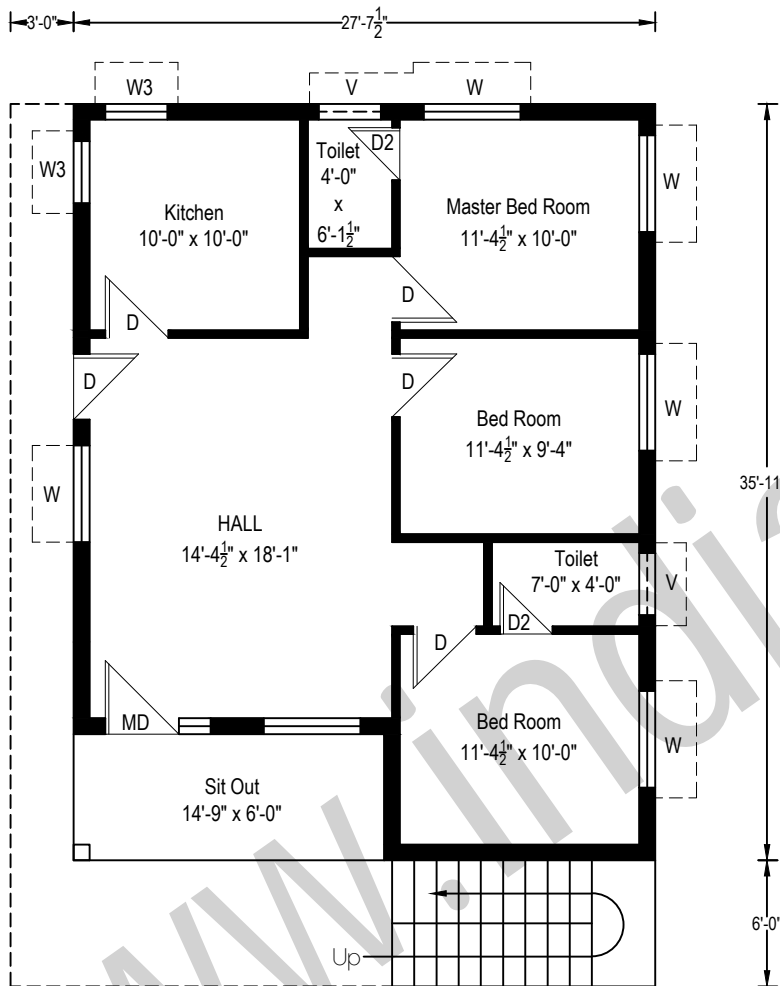 3'-0"
27'-7½"
W3
V
W
W3
Toilet
4'-0"
x
6'-1½"
D2
W
Kitchen
10'-0" x 10'-0"
Master Bed Room
11'-4½" x 10'-0"
D
D
D
D
Bed Room
11'-4½" x 9'-4"
W
W
HALL
14'-4½" x 18'-1"
35'-11
Toilet
7'-0" x 4'-0"
V
D2
D
MD
Bed Room
11'-4½" x 10'-0"
W
Sit Out
14'-9" x 6'-0"
6'-0"
Up
www.india